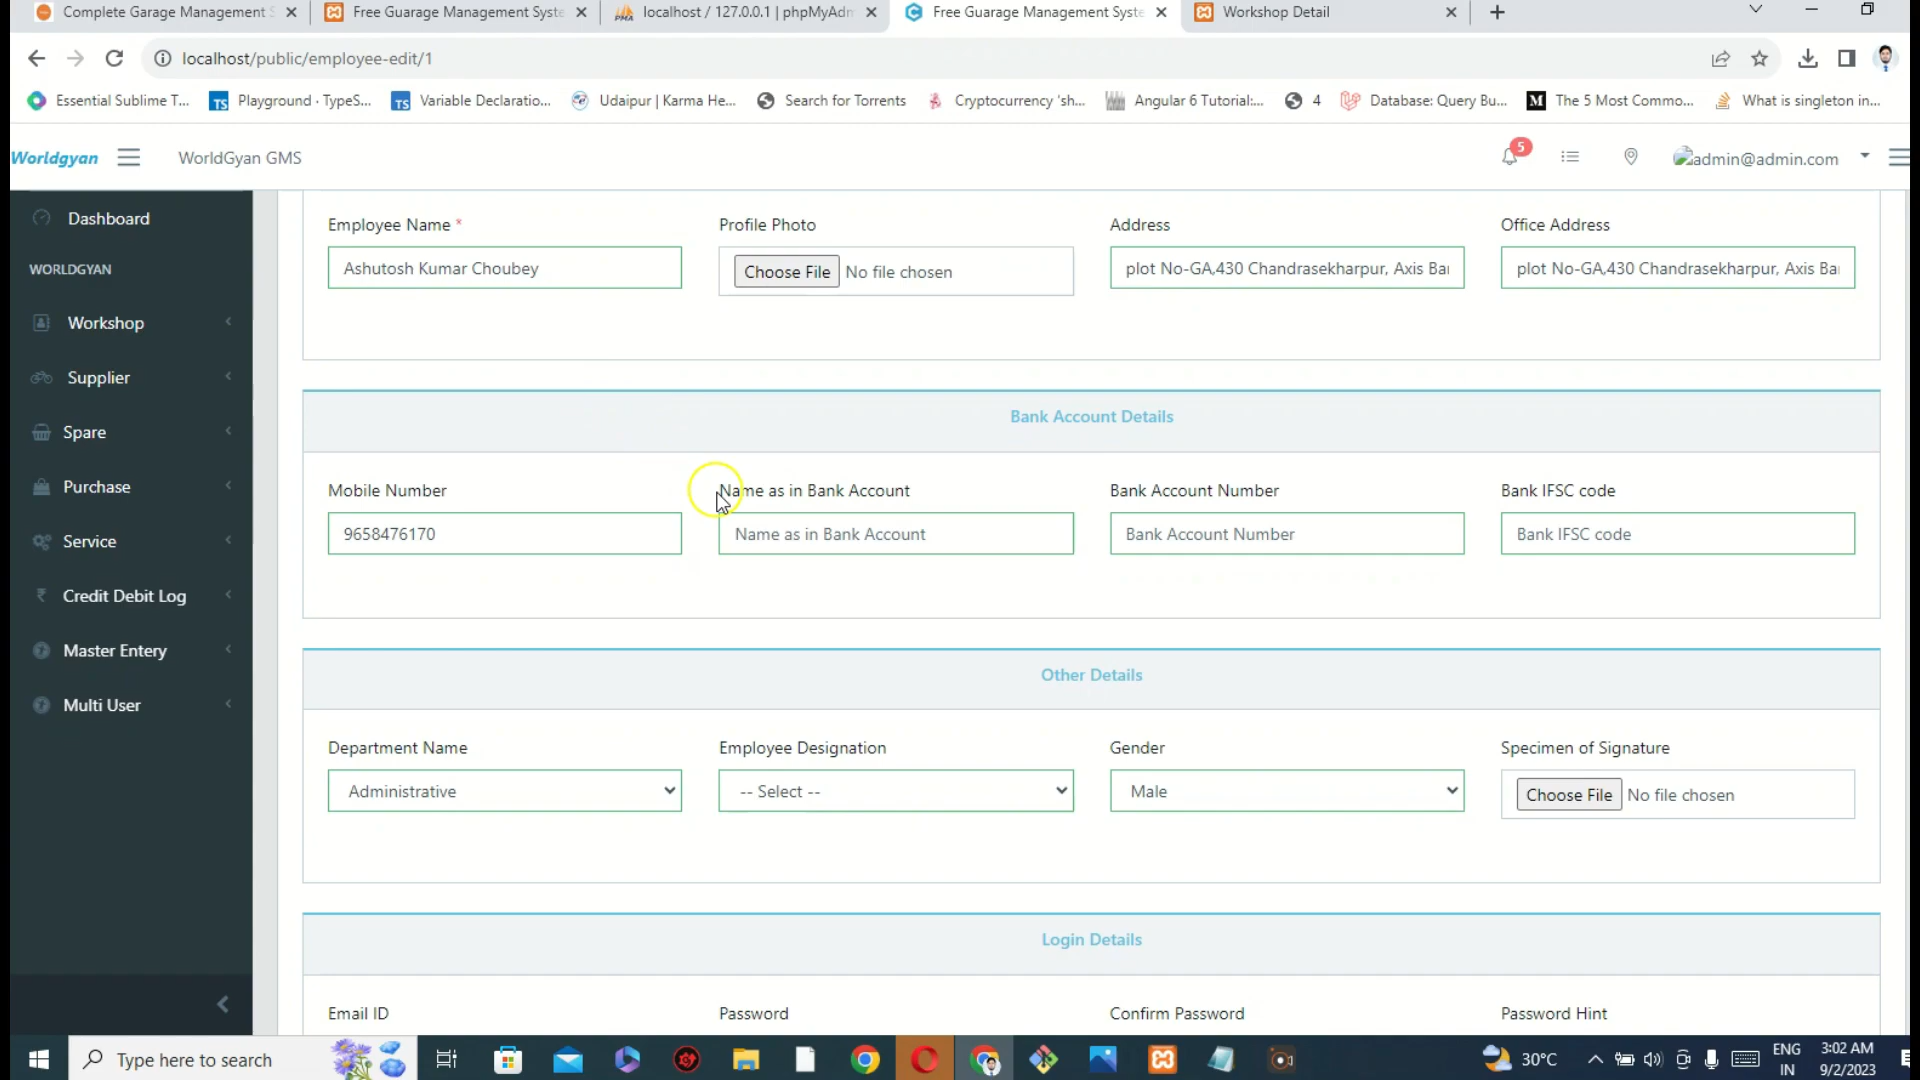 Complete Garage Management S
Free Guarage Management Syste
localhost / 127.0.0.1 | phpMyAdm
Free Guarage Management Syste
Workshop Detail
localhost/public/employee-edit/1
Essential Sublime T...
TS Playground · TypeS...
TS Variable Declaratio...
Udaipur | Karma He...
Search for Torrents
Cryptocurrency 'sh...
Angular 6 Tutorial:...
4
Database: Query Bu...
M The 5 Most Commo...
What is singleton in...
Worldgyan
WorldGyan GMS
5
admin@admin.com
Dashboard
WORLDGYAN
Workshop
Supplier
Spare
Purchase
Service
₹ Credit Debit Log
Master Entery
Multi User
Employee Name *
Profile Photo
Address
Office Address
Ashutosh Kumar Choubey
Choose File No file chosen
plot No-GA,430 Chandrasekharpur, Axis Bai
plot No-GA,430 Chandrasekharpur, Axis Ba
Bank Account Details
Mobile Number
Name as in Bank Account
Bank Account Number
Bank IFSC code
9658476170
Name as in Bank Account
Bank Account Number
Bank IFSC code
Other Details
Department Name
Employee Designation
Gender
Specimen of Signature
Administrative
-- Select --
Male
Choose File No file chosen
Login Details
Email ID
Password
Confirm Password
Password Hint
Type here to search
30°C
ENG
IN
3:02 AM
9/2/2023